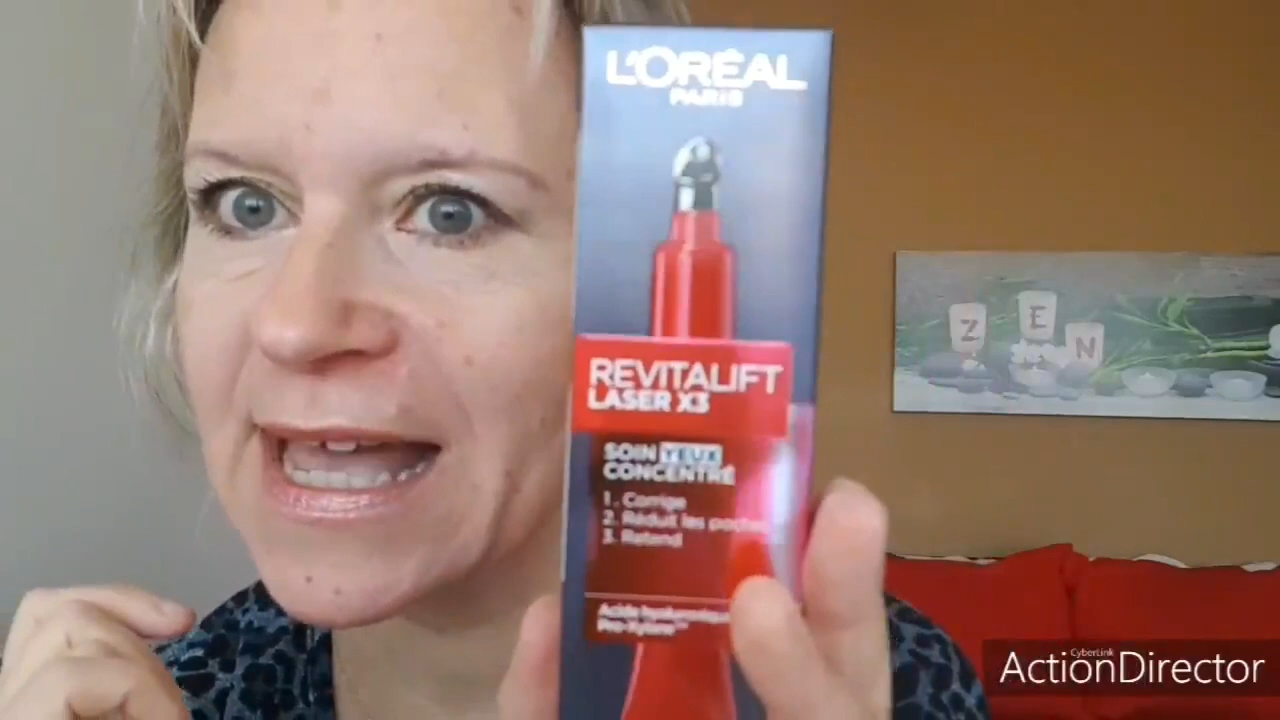 L'ORÉAL
PARIS
REVITALIFT
LASER X3
SOIN YEUX
CONCENTRÉ
1. Corrige
2. Réduit les poches
3. Retend
Acide hyaluronique
Pro-Xylane™
ZEN
CyberLink
ActionDirector